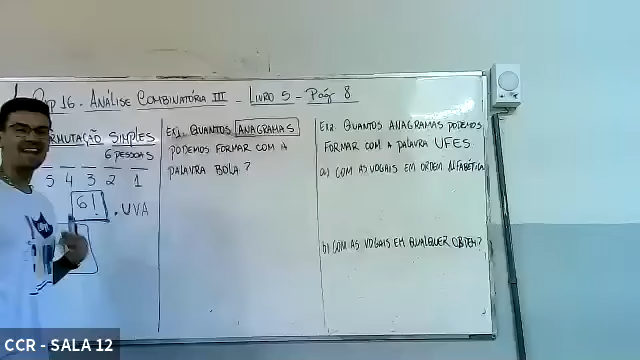 CAP 16 - ANÁLISE COMBINATÓRIA III - LIVRO 5 - PÁG 8
RMUTAÇÃO SIMPLES
6 PESSOAS
5 4 3 2 1
6!
• UVA
EX1. QUANTOS ANAGRAMAS
PODEMOS FORMAR COM A
PALAVRA BOLA?
EX2. QUANTOS ANAGRAMAS PODEMOS
FORMAR COM A PALAVRA UFES.
a) COM AS VOGAIS EM ORDEM ALFABÉTICA
b) COM AS VOGAIS EM QUALQUER ORDEM?
CCR - SALA 12